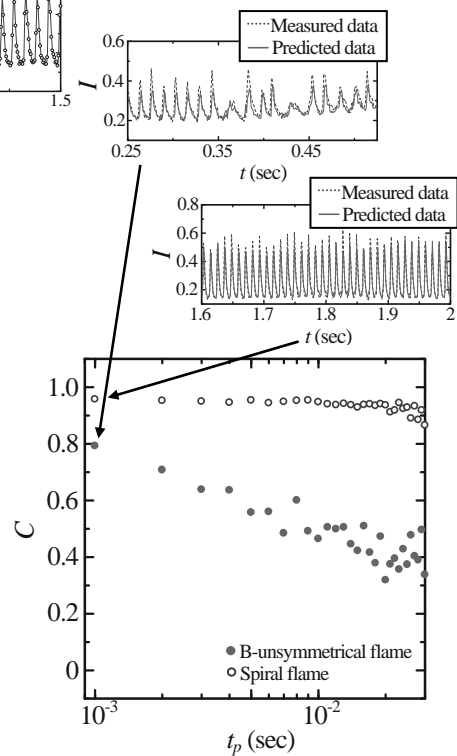 1.5
Measured data
Predicted data
0.6
0.4
0.2
I
0.25 0.35 0.45
t (sec)
Measured data
Predicted data
0.8
0.6
0.4
0.2
I
1.6 1.7 1.8 1.9 2
t (sec)
1.0
0.8
0.6
0.4
0.2
0
C
B-unsymmetrical flame
Spiral flame
10-3 10-2
tp (sec)